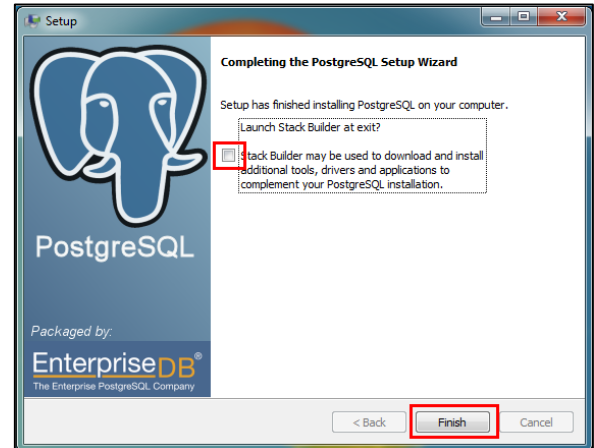 Setup
Completing the PostgreSQL Setup Wizard
Setup has finished installing PostgreSQL on your computer.
Launch Stack Builder at exit?
Stack Builder may be used to download and install
additional tools, drivers and applications to
complement your PostgreSQL installation.
PostgreSQL
Packaged by:
EnterpriseDB®
The Enterprise PostgreSQL Company
< Back
Finish
Cancel